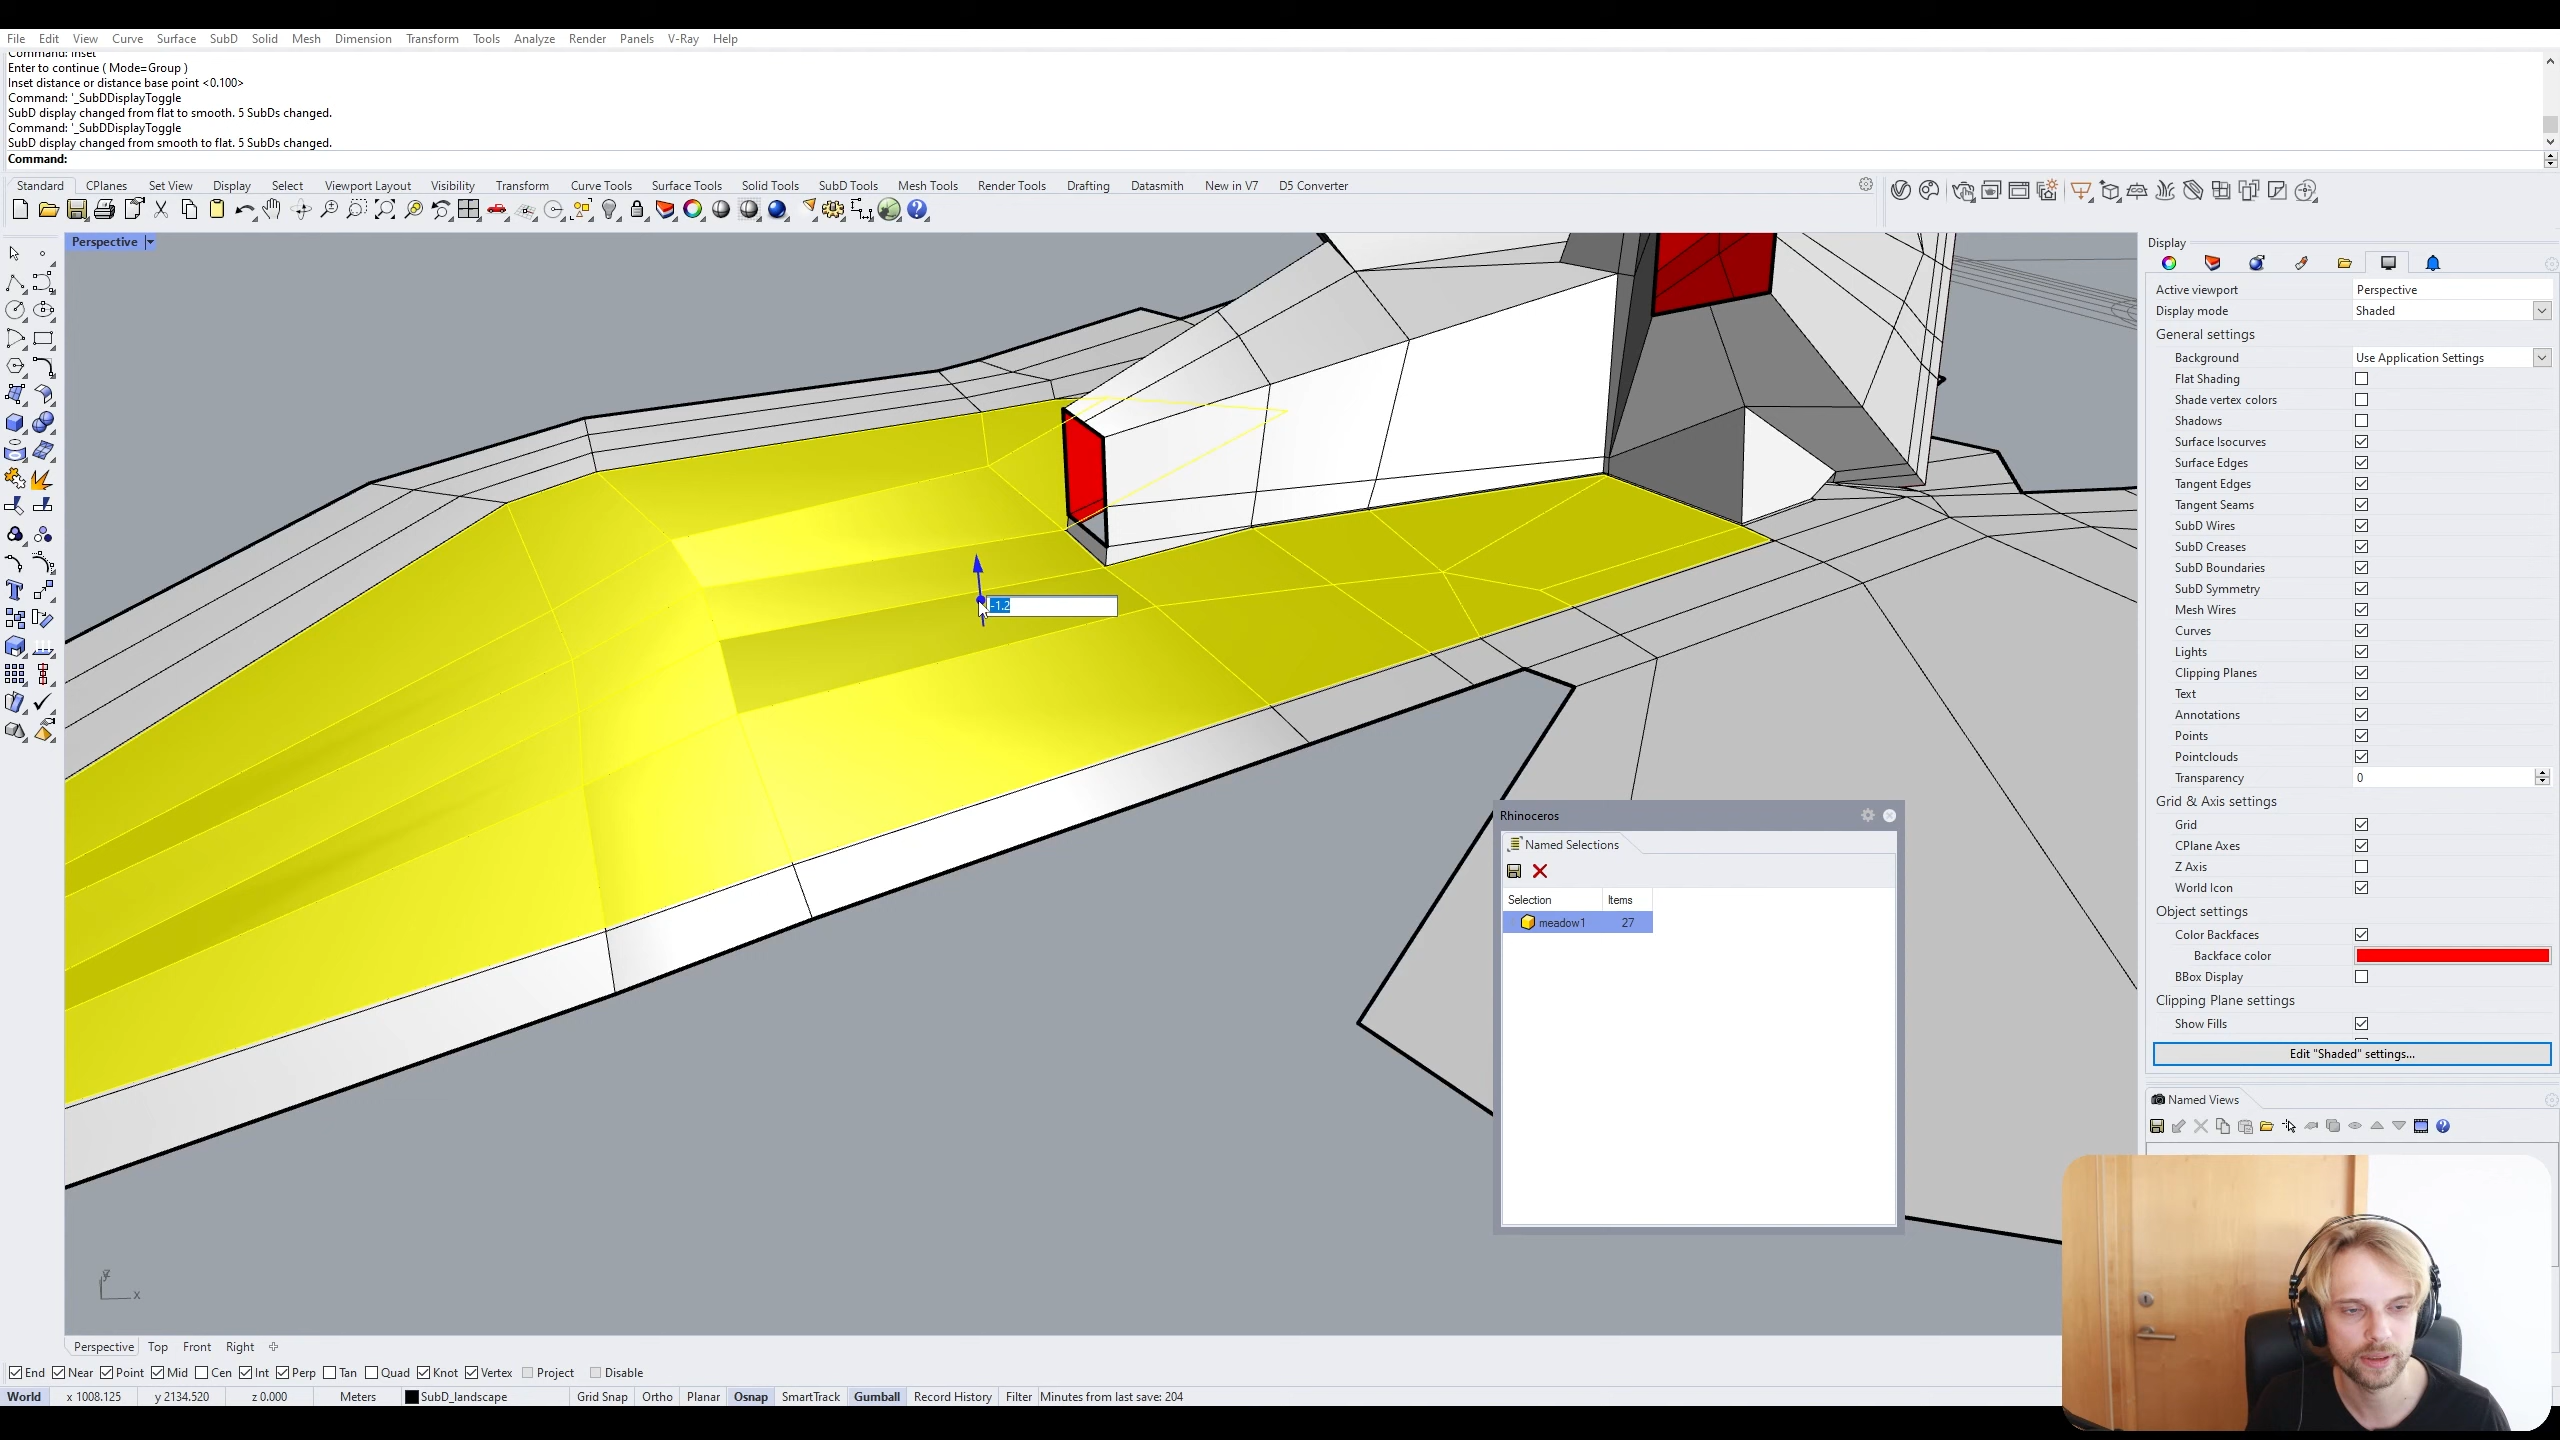 File Edit View Curve Surface SubD Solid Mesh Dimension Transform Tools Analyze Render Panels V-Ray Help
Command: Inset
Enter to continue ( Mode=Group )
Inset distance or distance base point <0.100>
Command: '_SubDDisplayToggle
SubD display changed from flat to smooth. 5 SubDs changed.
Command: '_SubDDisplayToggle
SubD display changed from smooth to flat. 5 SubDs changed.
Command:
Standard CPlanes Set View Display Select Viewport Layout Visibility Transform Curve Tools Surface Tools Solid Tools SubD Tools Mesh Tools Render Tools Drafting Datasmith New in V7 D5 Converter
Perspective
-1.2
Rhinoceros
Named Selections
Selection Items
meadow1 27
Display
Active viewport Perspective
Display mode Shaded
General settings
Background Use Application Settings
Flat Shading
Shade vertex colors
Shadows
Surface Isocurves
Surface Edges
Tangent Edges
Tangent Seams
SubD Wires
SubD Creases
SubD Boundaries
SubD Symmetry
Mesh Wires
Curves
Lights
Clipping Planes
Text
Annotations
Points
Pointclouds
Transparency 0
Grid & Axis settings
Grid
CPlane Axes
Z Axis
World Icon
Object settings
Color Backfaces
Backface color
BBox Display
Clipping Plane settings
Show Fills
Edit "Shaded" settings...
Named Views
x
Perspective Top Front Right
End Near Point Mid Cen Int Perp Tan Quad Knot Vertex Project Disable
World x 1008.125 y 2134.520 z 0.000 Meters SubD_landscape Grid Snap Ortho Planar Osnap SmartTrack Gumball Record History Filter Minutes from last save: 204